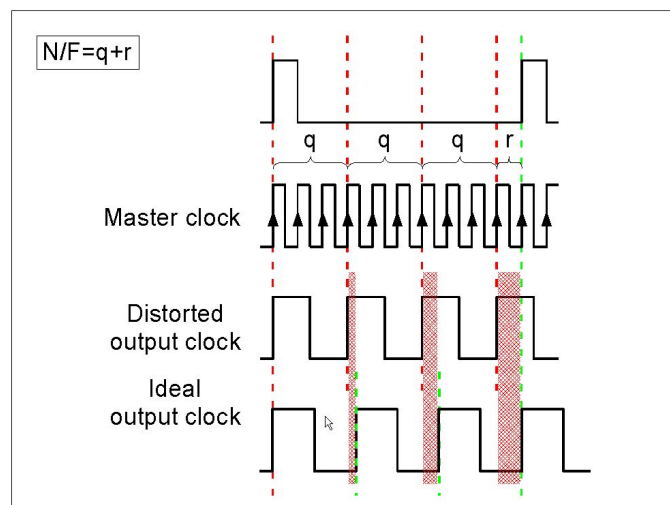 N/F=q+r
q q q r
Master clock
Distorted
output clock
Ideal
output clock